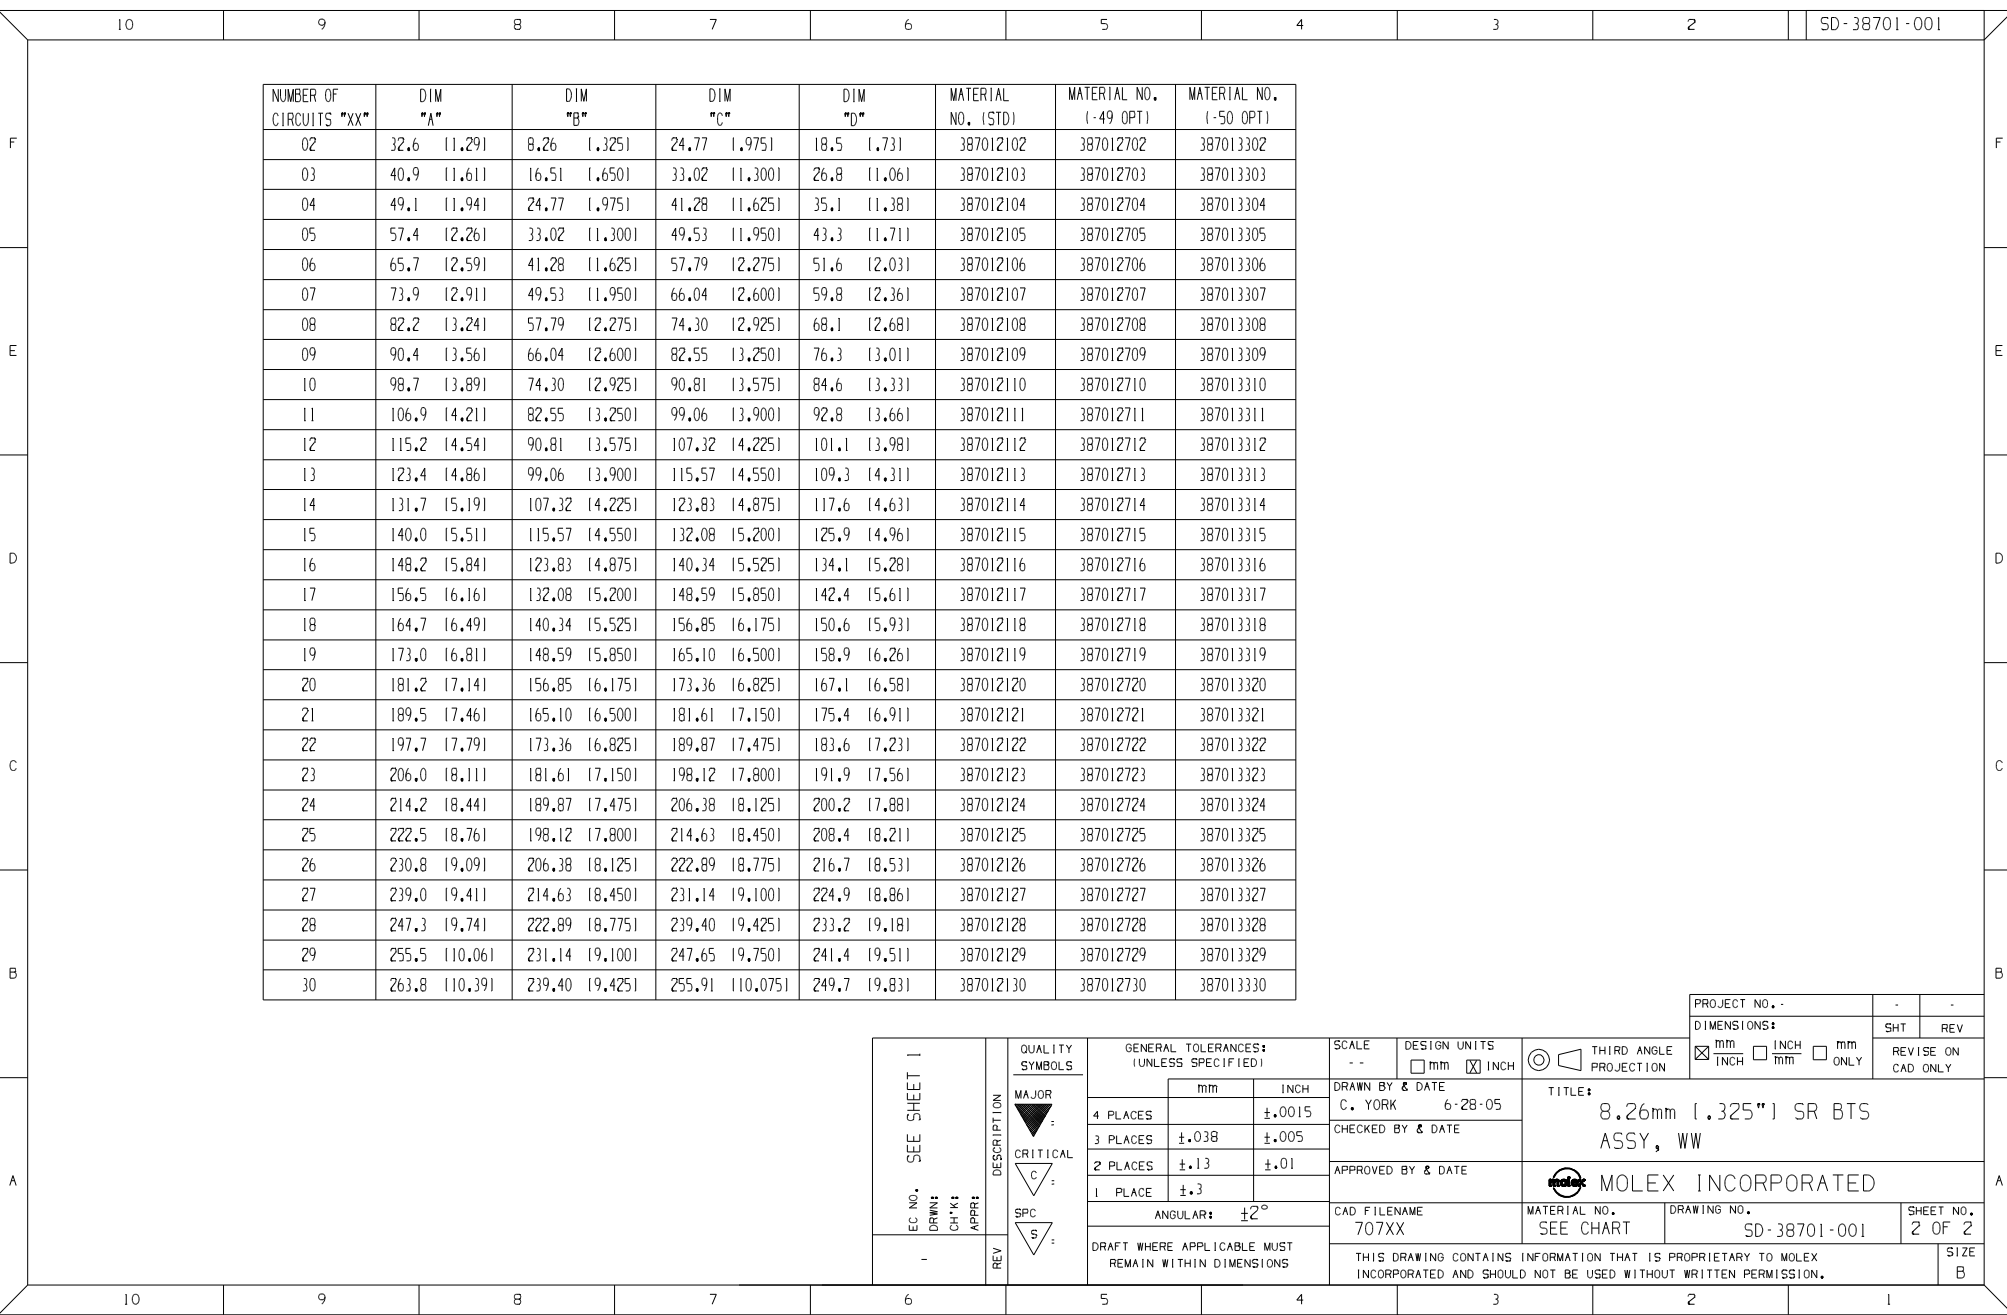 10 9 8 7 6 5 4 3 2 SD-38701-001
NUMBER OF CIRCUITS "XX" DIM "A" DIM "B" DIM "C" DIM "D" MATERIAL NO. (STD) MATERIAL NO. (-49 OPT) MATERIAL NO. (-50 OPT)
F 02 32.6 [1.29] 8.26 [.325] 24.77 [.975] 18.5 [.73] 387012102 387012702 387013302 F
03 40.9 [1.61] 16.51 [.650] 33.02 [1.300] 26.8 [1.06] 387012103 387012703 387013303
04 49.1 [1.94] 24.77 [.975] 41.28 [1.625] 35.1 [1.38] 387012104 387012704 387013304
05 57.4 [2.26] 33.02 [1.300] 49.53 [1.950] 43.3 [1.71] 387012105 387012705 387013305
06 65.7 [2.59] 41.28 [1.625] 57.79 [2.275] 51.6 [2.03] 387012106 387012706 387013306
07 73.9 [2.91] 49.53 [1.950] 66.04 [2.600] 59.8 [2.36] 387012107 387012707 387013307
08 82.2 [3.24] 57.79 [2.275] 74.30 [2.925] 68.1 [2.68] 387012108 387012708 387013308
E 09 90.4 [3.56] 66.04 [2.600] 82.55 [3.250] 76.3 [3.01] 387012109 387012709 387013309 E
10 98.7 [3.89] 74.30 [2.925] 90.81 [3.575] 84.6 [3.33] 387012110 387012710 387013310
11 106.9 [4.21] 82.55 [3.250] 99.06 [3.900] 92.8 [3.66] 387012111 387012711 387013311
12 115.2 [4.54] 90.81 [3.575] 107.32 [4.225] 101.1 [3.98] 387012112 387012712 387013312
13 123.4 [4.86] 99.06 [3.900] 115.57 [4.550] 109.3 [4.31] 387012113 387012713 387013313
14 131.7 [5.19] 107.32 [4.225] 123.83 [4.875] 117.6 [4.63] 387012114 387012714 387013314
15 140.0 [5.51] 115.57 [4.550] 132.08 [5.200] 125.9 [4.96] 387012115 387012715 387013315
D 16 148.2 [5.84] 123.83 [4.875] 140.34 [5.525] 134.1 [5.28] 387012116 387012716 387013316 D
17 156.5 [6.16] 132.08 [5.200] 148.59 [5.850] 142.4 [5.61] 387012117 387012717 387013317
18 164.7 [6.49] 140.34 [5.525] 156.85 [6.175] 150.6 [5.93] 387012118 387012718 387013318
19 173.0 [6.81] 148.59 [5.850] 165.10 [6.500] 158.9 [6.26] 387012119 387012719 387013319
20 181.2 [7.14] 156.85 [6.175] 173.36 [6.825] 167.1 [6.58] 387012120 387012720 387013320
21 189.5 [7.46] 165.10 [6.500] 181.61 [7.150] 175.4 [6.91] 387012121 387012721 387013321
22 197.7 [7.79] 173.36 [6.825] 189.87 [7.475] 183.6 [7.23] 387012122 387012722 387013322
C 23 206.0 [8.11] 181.61 [7.150] 198.12 [7.800] 191.9 [7.56] 387012123 387012723 387013323 C
24 214.2 [8.44] 189.87 [7.475] 206.38 [8.125] 200.2 [7.88] 387012124 387012724 387013324
25 222.5 [8.76] 198.12 [7.800] 214.63 [8.450] 208.4 [8.21] 387012125 387012725 387013325
26 230.8 [9.09] 206.38 [8.125] 222.89 [8.775] 216.7 [8.53] 387012126 387012726 387013326
27 239.0 [9.41] 214.63 [8.450] 231.14 [9.100] 224.9 [8.86] 387012127 387012727 387013327
28 247.3 [9.74] 222.89 [8.775] 239.40 [9.425] 233.2 [9.18] 387012128 387012728 387013328
29 255.5 [10.06] 231.14 [9.100] 247.65 [9.750] 241.4 [9.51] 387012129 387012729 387013329
B 30 263.8 [10.39] 239.40 [9.425] 255.91 [10.075] 249.7 [9.83] 387012130 387012730 387013330 B
PROJECT NO. - - -
DIMENSIONS: SHT REV
mm/INCH INCH/mm mm ONLY
REVISE ON
CAD ONLY
EC NO. SEE SHEET 1
DRWN:
CH'K:
APPR:
-
DESCRIPTION
REV
QUALITY
SYMBOLS
MAJOR
:
CRITICAL
C :
SPC
S :
GENERAL TOLERANCES:
(UNLESS SPECIFIED)
mm INCH
4 PLACES ±.0015
3 PLACES ±.038 ±.005
2 PLACES ±.13 ±.01
1 PLACE ±.3
ANGULAR: ±2°
DRAFT WHERE APPLICABLE MUST
REMAIN WITHIN DIMENSIONS
SCALE
--
DESIGN UNITS
mm X INCH
THIRD ANGLE
PROJECTION
DRAWN BY & DATE
C. YORK 6-28-05
CHECKED BY & DATE
APPROVED BY & DATE
TITLE:
8.26mm [.325"] SR BTS
ASSY, WW
molex MOLEX INCORPORATED
CAD FILENAME
707XX
MATERIAL NO.
SEE CHART
DRAWING NO.
SD-38701-001
SHEET NO.
2 OF 2
THIS DRAWING CONTAINS INFORMATION THAT IS PROPRIETARY TO MOLEX
INCORPORATED AND SHOULD NOT BE USED WITHOUT WRITTEN PERMISSION.
SIZE
B
A A
10 9 8 7 6 5 4 3 2 1